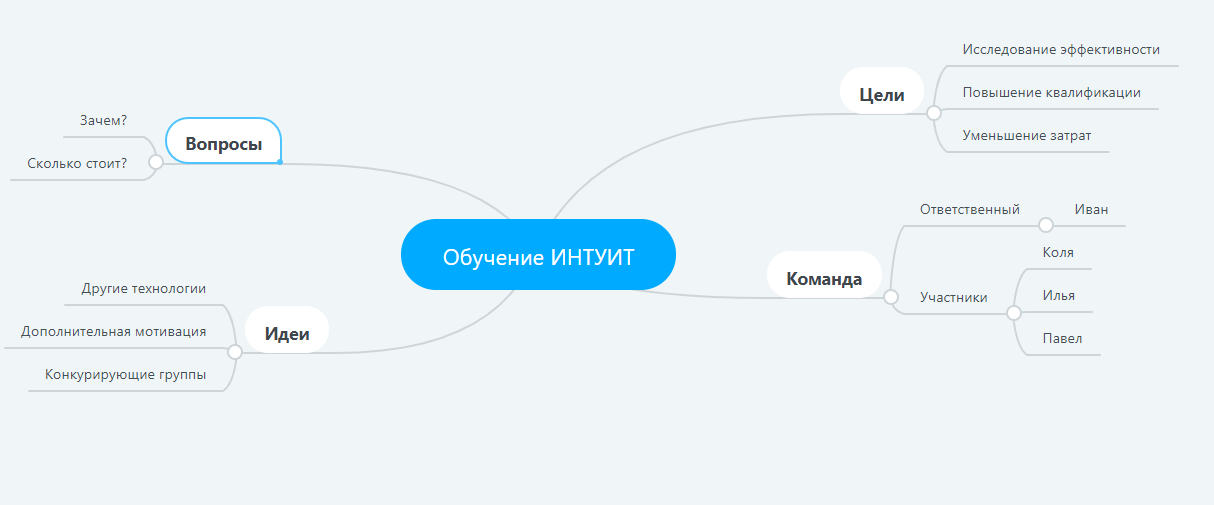 Обучение ИНТУИТ
Цели
Исследование эффективности
Повышение квалификации
Уменьшение затрат
Команда
Ответственный
Иван
Участники
Коля
Илья
Павел
Вопросы
Зачем?
Сколько стоит?
Идеи
Другие технологии
Дополнительная мотивация
Конкурирующие группы